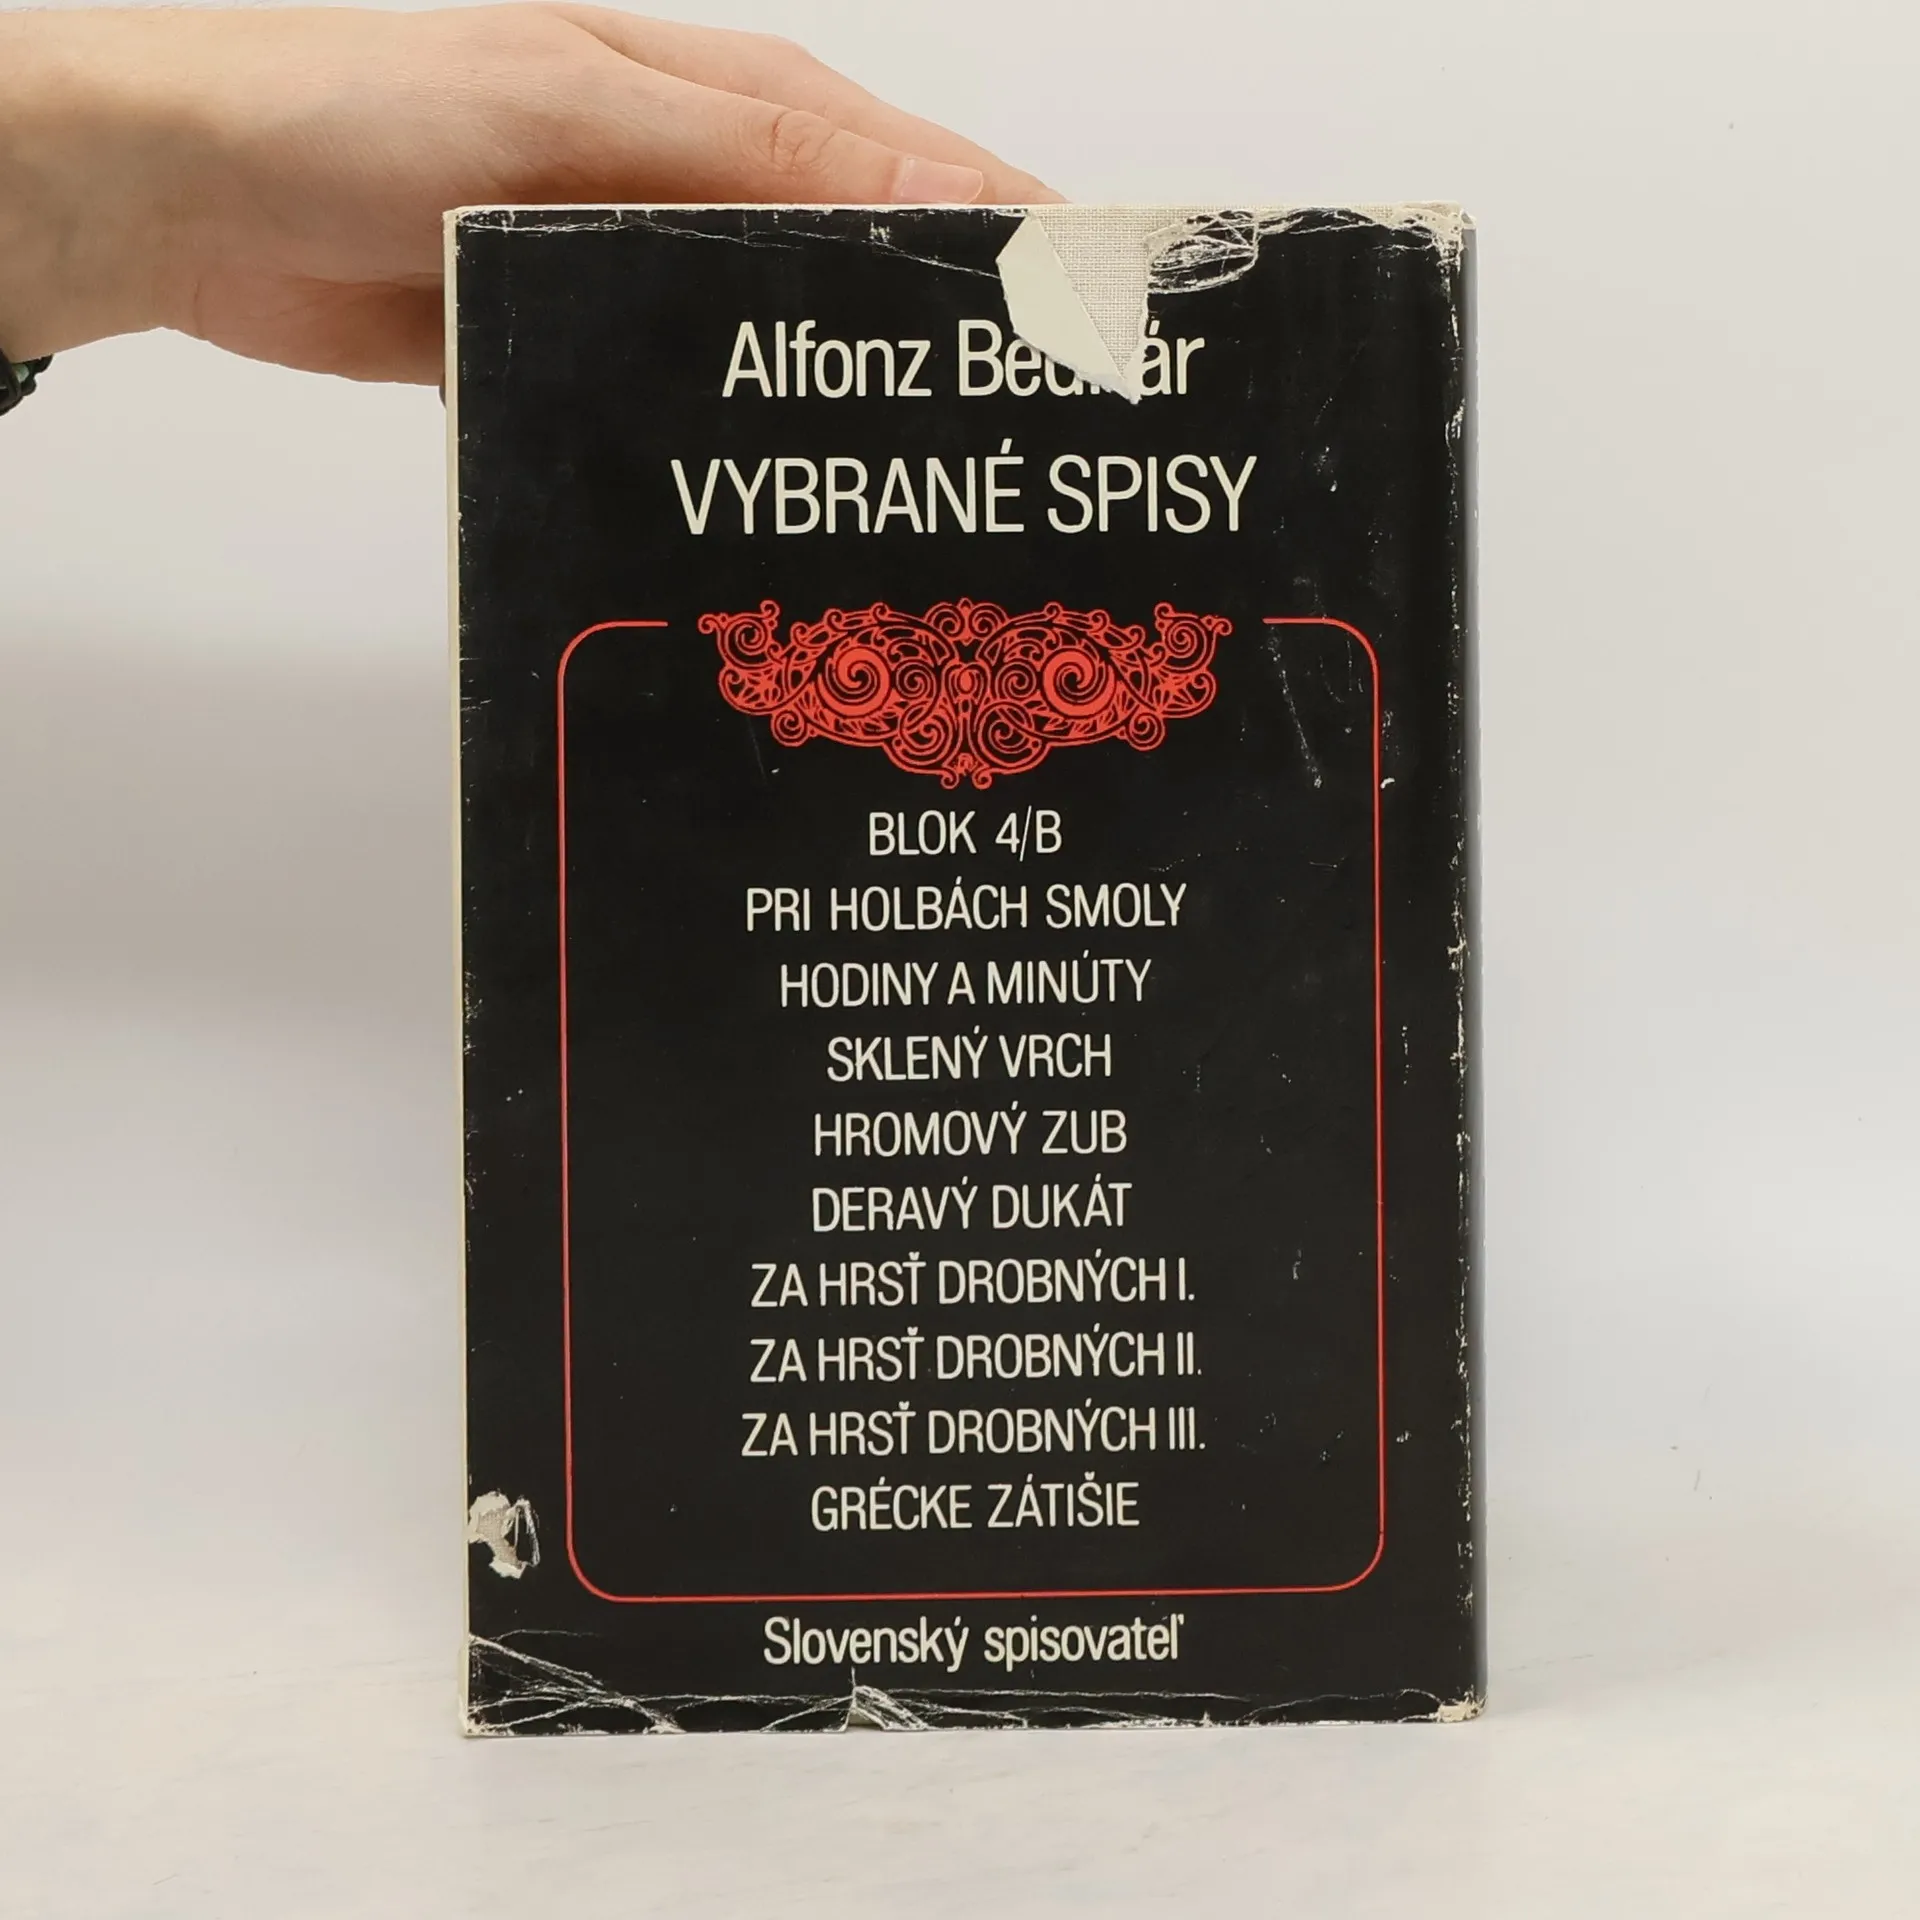 Alfonz
VYBRANÉ SPISY
BLOK 4/B
PRI HOLBÁCH SMOLY
HODINY A MINÚTY
SKLENÝ VRCH
HROMOVÝ ZUB
DERAVÝ DUKÁT
ZA HRSŤ DROBNÝCH I.
ZA HRSŤ DROBNÝCH II.
ZA HRSŤ DROBNÝCH III.
GRÉCKE ZÁTIŠIE
Slovenský spisovateľ